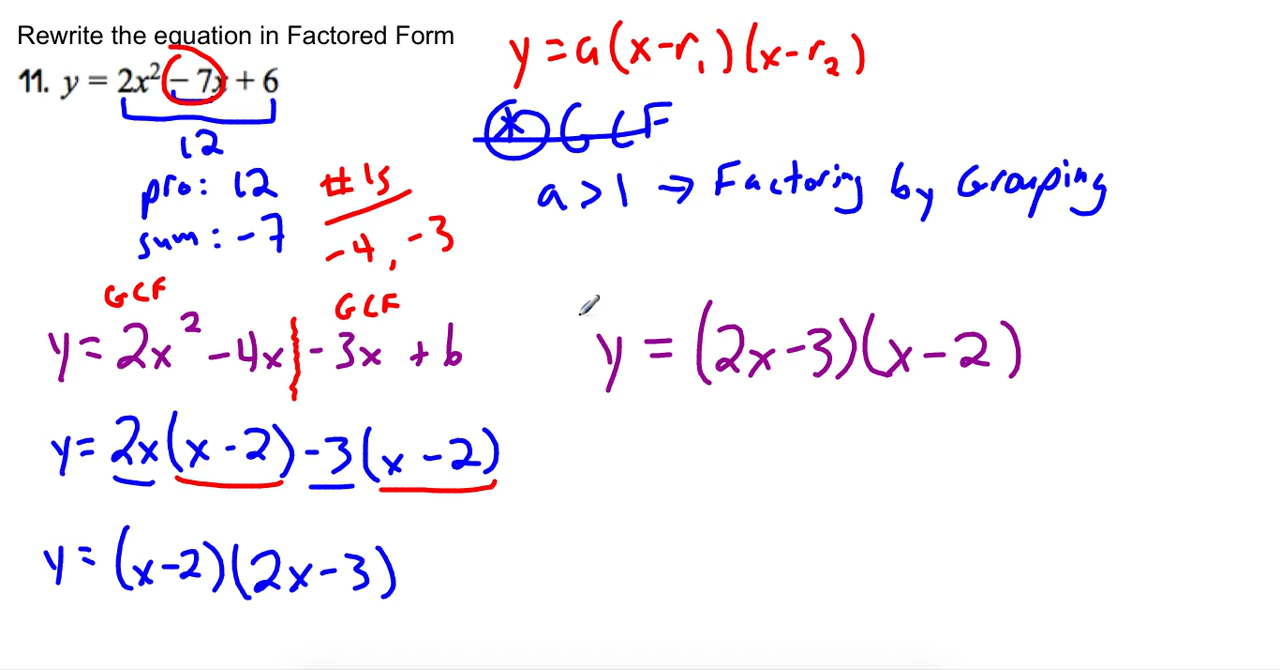 Rewrite the equation in Factored Form
11. y = 2x² - 7x + 6
12
pro: 12
sum: -7
#'s
-4, -3
y = a(x-r₁)(x-r₂)
* GCF
a > 1 ⇒ Factoring by Grouping
GCF GCF
y = 2x² - 4x | - 3x + 6
y = 2x(x - 2) - 3(x - 2)
y = (x-2)(2x-3)
y = (2x-3)(x-2)